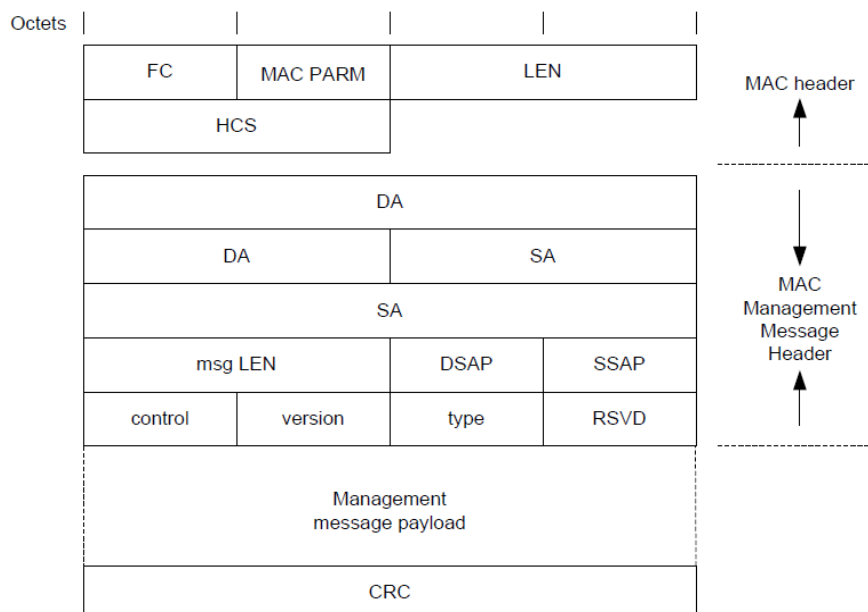 Octets
FC MAC PARM LEN
MAC header
HCS
DA
DA SA
SA
MAC
Management
Message
Header
msg LEN DSAP SSAP
control version type RSVD
Management
message payload
CRC